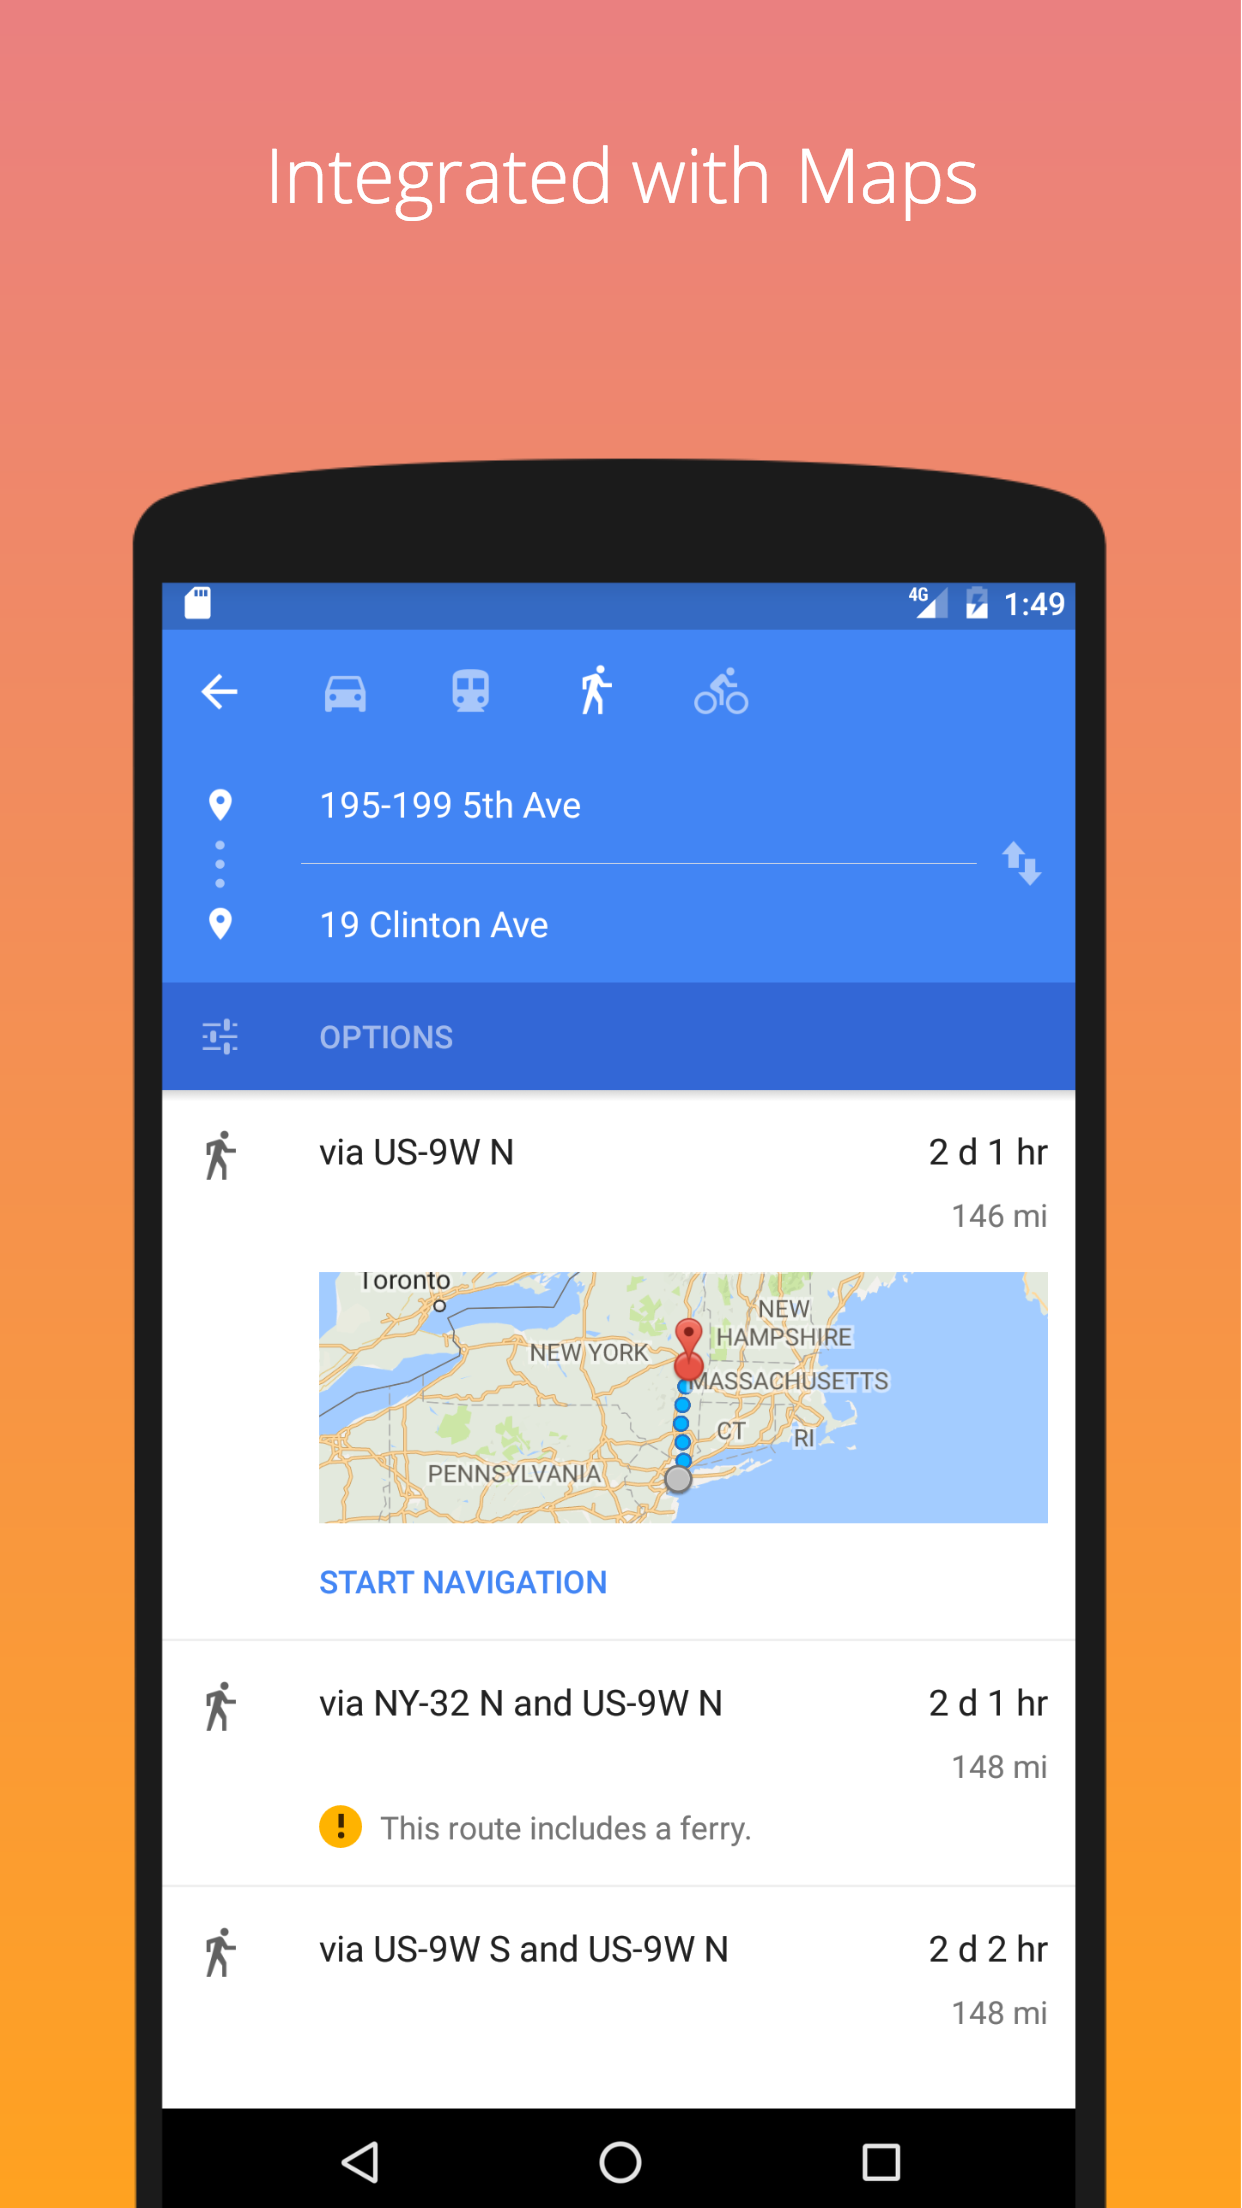 Integrated with Maps
4G 1:49
195-199 5th Ave
19 Clinton Ave
OPTIONS
via US-9W N 2 d 1 hr
146 mi
Toronto
NEW
HAMPSHIRE
NEW YORK
MASSACHUSETTS
CT
RI
PENNSYLVANIA
START NAVIGATION
via NY-32 N and US-9W N 2 d 1 hr
148 mi
This route includes a ferry.
via US-9W S and US-9W N 2 d 2 hr
148 mi